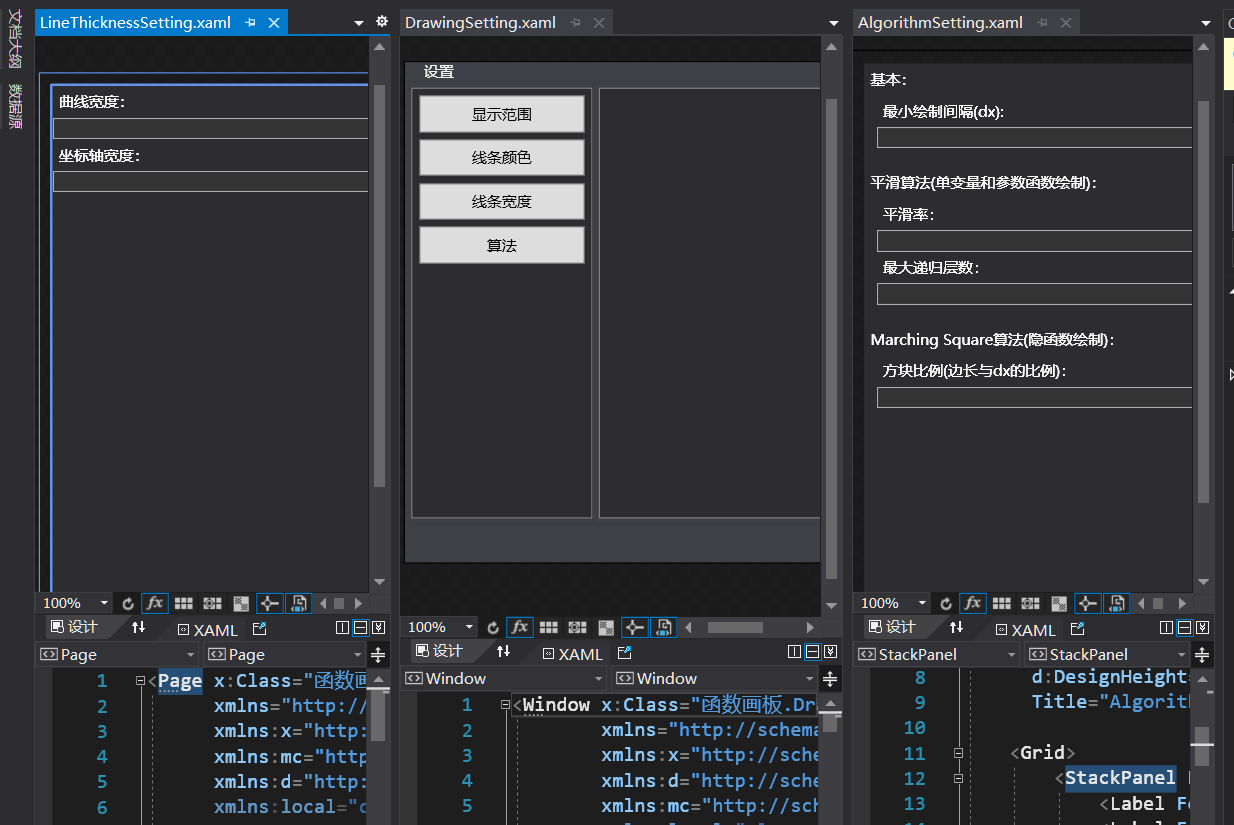 文档大纲
数据源
LineThicknessSetting.xaml
曲线宽度:
坐标轴宽度:
100%
fx
设计
XAML
Page
Page
1 <Page x:Class="函数画
2 xmlns="http://
3 xmlns:x="http:
4 xmlns:mc="http
5 xmlns:d="http:
6 xmlns:local="c
DrawingSetting.xaml
设置
显示范围
线条颜色
线条宽度
算法
100%
fx
设计
XAML
Window
Window
1 <Window x:Class="函数画板.Dra
2 xmlns="http://schema
3 xmlns:x="http://sche
4 xmlns:d="http://sche
5 xmlns:mc="http://sch
AlgorithmSetting.xaml
基本:
最小绘制间隔(dx):
平滑算法(单变量和参数函数绘制):
平滑率:
最大递归层数:
Marching Square算法(隐函数绘制):
方块比例(边长与dx的比例):
100%
fx
设计
XAML
StackPanel
StackPanel
8 d:DesignHeight
9 Title="Algorit
10
11 <Grid>
12 <StackPanel
13 <Label Fo